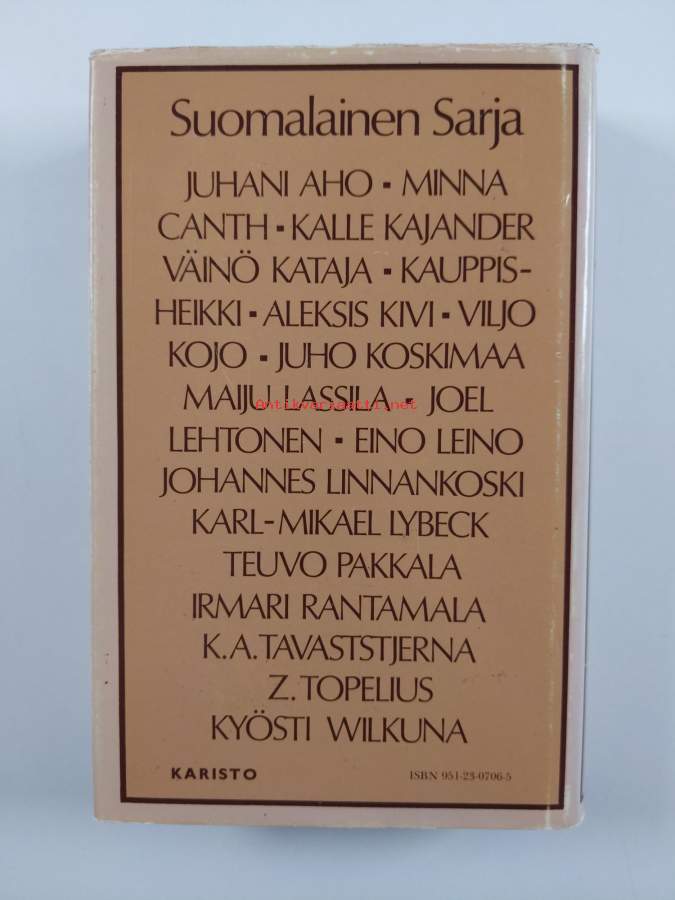 Suomalainen Sarja
JUHANI AHO ▪ MINNA
CANTH ▪ KALLE KAJANDER
VÄINÖ KATAJA ▪ KAUPPIS-
HEIKKI ▪ ALEKSIS KIVI ▪ VILJO
KOJO ▪ JUHO KOSKIMAA
MAIJU LASSILA ▪ JOEL
Antikvariaatti.net
LEHTONEN ▪ EINO LEINO
JOHANNES LINNANKOSKI
KARL-MIKAEL LYBECK
TEUVO PAKKALA
IRMARI RANTAMALA
K.A.TAVASTSTJERNA
Z.TOPELIUS
KYÖSTI WILKUNA
KARISTO ISBN 951-23-0706-5